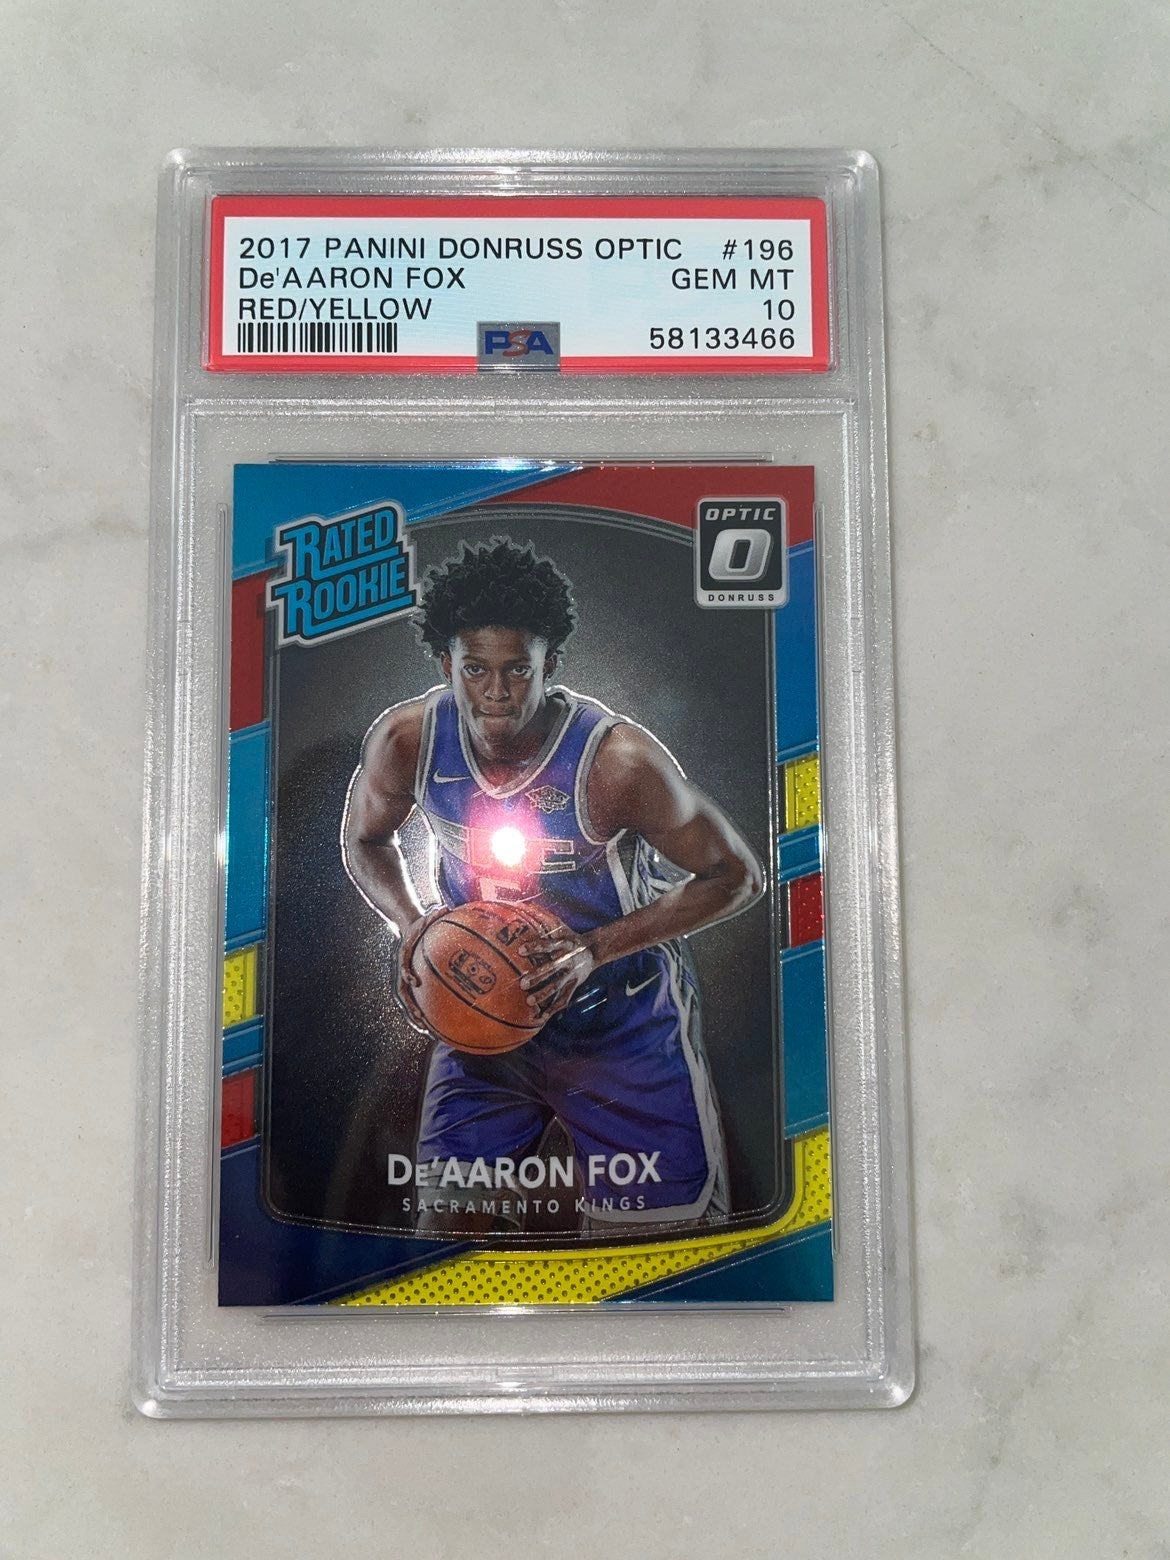 2017 PANINI DONRUSS OPTIC #196
De'AARON FOX GEM MT
RED/YELLOW 10
PSA 58133466
RATED
ROOKIE
OPTIC
O
DONRUSS
De'AARON FOX
SACRAMENTO KINGS